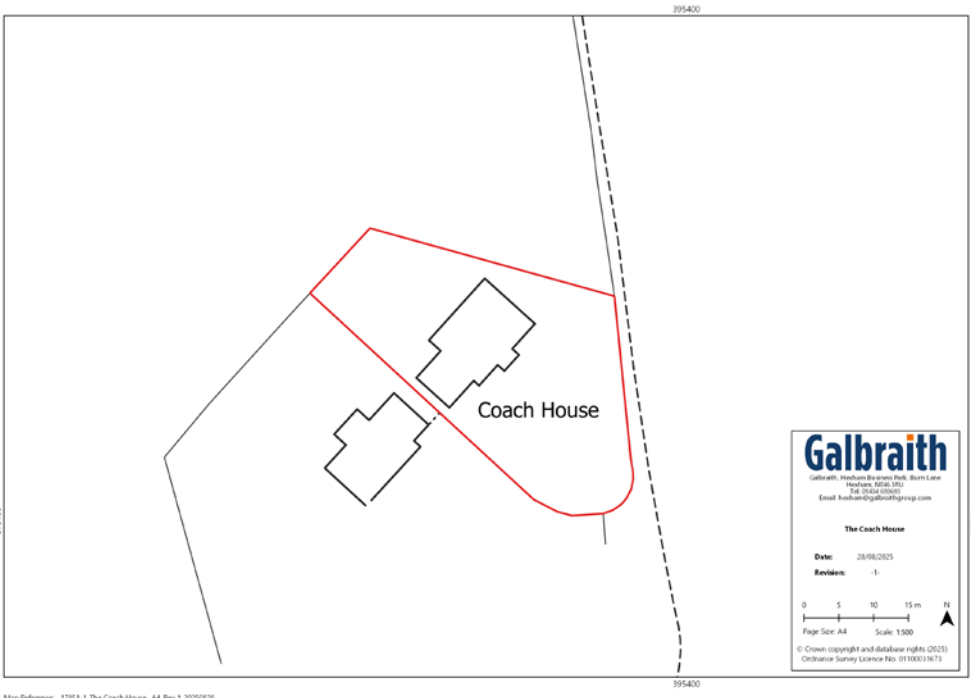 395400
Coach House
Galbraith
Galbraith, Hexham Business Park, Burn Lane
Hexham, NE46 3RU
Tel: 01434 693693
Email: hexham@galbraithgroup.com
The Coach House
Date: 28/08/2025
Revision: -1-
0 5 10 15 m N
Page Size: A4 Scale: 1:500
© Crown copyright and database rights (2025)
Ordnance Survey Licence No. 01100031673
395400